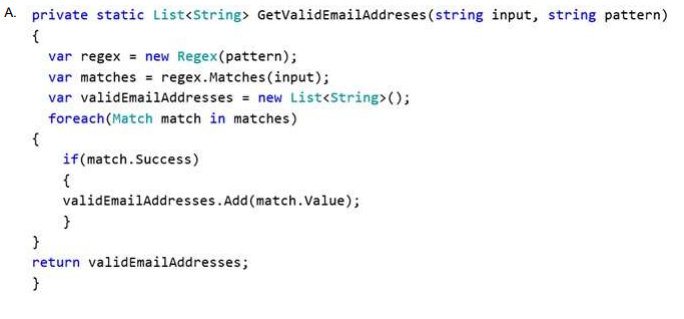 A. private static List<String> GetValidEmailAddreses(string input, string pattern)
{
var regex = new Regex(pattern);
var matches = regex.Matches(input);
var validEmailAddresses = new List<String>();
foreach(Match match in matches)
{
if(match.Success)
{
validEmailAddresses.Add(match.Value);
}
}
return validEmailAddresses;
}